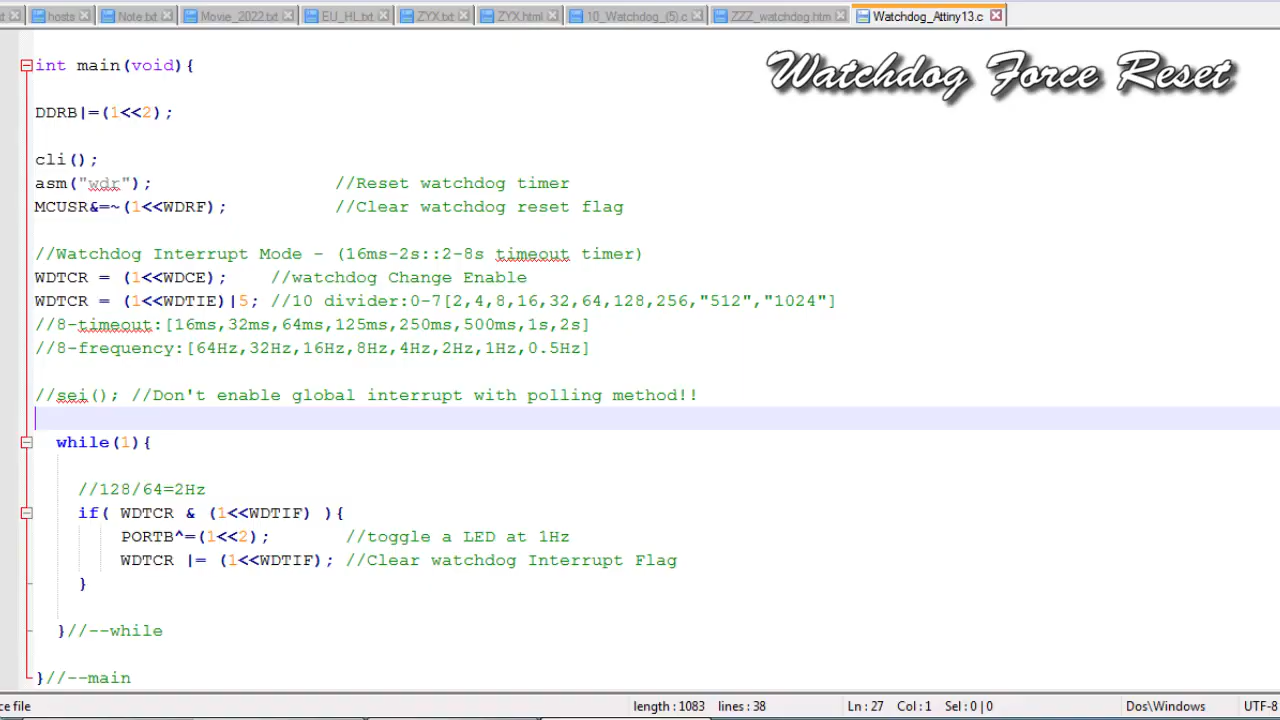 xt hosts Note.txt Movie_2022.txt EU_HL.txt ZYX.txt ZYX.html 10_Watchdog_(5).c ZZZ_watchdog.htm Watchdog_Attiny13.c
Watchdog Force Reset
int main(void){
DDRB|=(1<<2);
cli();
asm("wdr"); //Reset watchdog timer
MCUSR&=~(1<<WDRF); //Clear watchdog reset flag
//Watchdog Interrupt Mode - (16ms-2s::2-8s timeout timer)
WDTCR = (1<<WDCE); //watchdog Change Enable
WDTCR = (1<<WDTIE)|5; //10 divider:0-7[2,4,8,16,32,64,128,256,"512","1024"]
//8-timeout:[16ms,32ms,64ms,125ms,250ms,500ms,1s,2s]
//8-frequency:[64Hz,32Hz,16Hz,8Hz,4Hz,2Hz,1Hz,0.5Hz]
//sei(); //Don't enable global interrupt with polling method!!
while(1){
//128/64=2Hz
if( WDTCR & (1<<WDTIF) ){
PORTB^=(1<<2); //toggle a LED at 1Hz
WDTCR |= (1<<WDTIF); //Clear watchdog Interrupt Flag
}
}//--while
}//--main
ce file length : 1083 lines : 38 Ln : 27 Col : 1 Sel : 0 | 0 Dos\Windows UTF-8